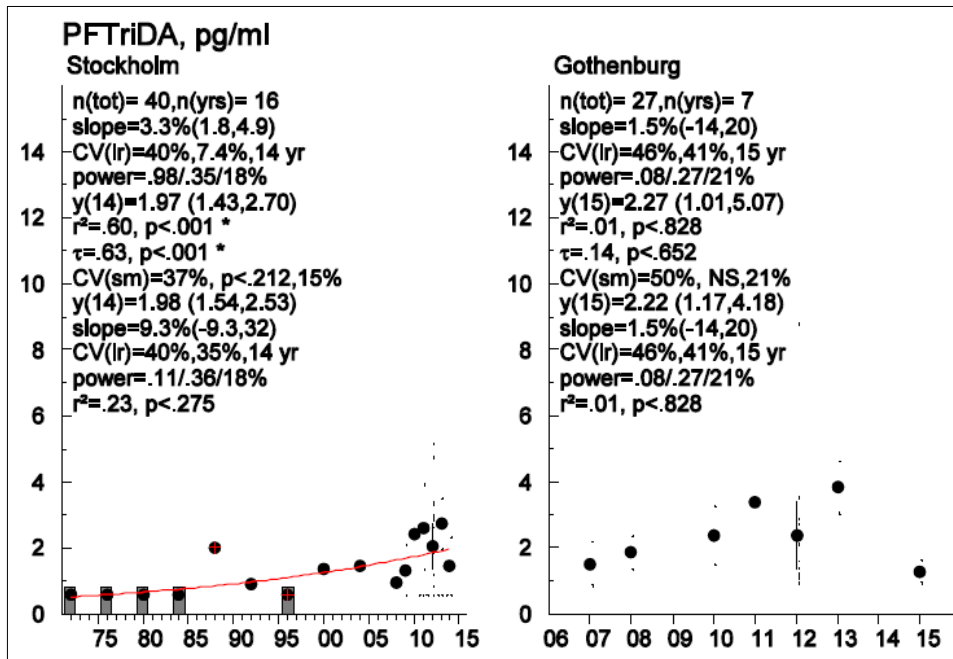 PFTriDA, pg/ml
Stockholm
n(tot)= 40,n(yrs)= 16
slope=3.3%(1.8,4.9)
CV(lr)=40%,7.4%,14 yr
power=.98/.35/18%
y(14)=1.97 (1.43,2.70)
r²=.60, p<.001 *
τ=.63, p<.001 *
CV(sm)=37%, p<.212,15%
y(14)=1.98 (1.54,2.53)
slope=9.3%(-9.3,32)
CV(lr)=40%,35%,14 yr
power=.11/.36/18%
r²=.23, p<.275
14
12
10
8
6
4
2
0
75 80 85 90 95 00 05 10 15
Gothenburg
n(tot)= 27,n(yrs)= 7
slope=1.5%(-14,20)
CV(lr)=46%,41%,15 yr
power=.08/.27/21%
y(15)=2.27 (1.01,5.07)
r²=.01, p<.828
τ=.14, p<.652
CV(sm)=50%, NS,21%
y(15)=2.22 (1.17,4.18)
slope=1.5%(-14,20)
CV(lr)=46%,41%,15 yr
power=.08/.27/21%
r²=.01, p<.828
14
12
10
8
6
4
2
0
06 07 08 09 10 11 12 13 14 15